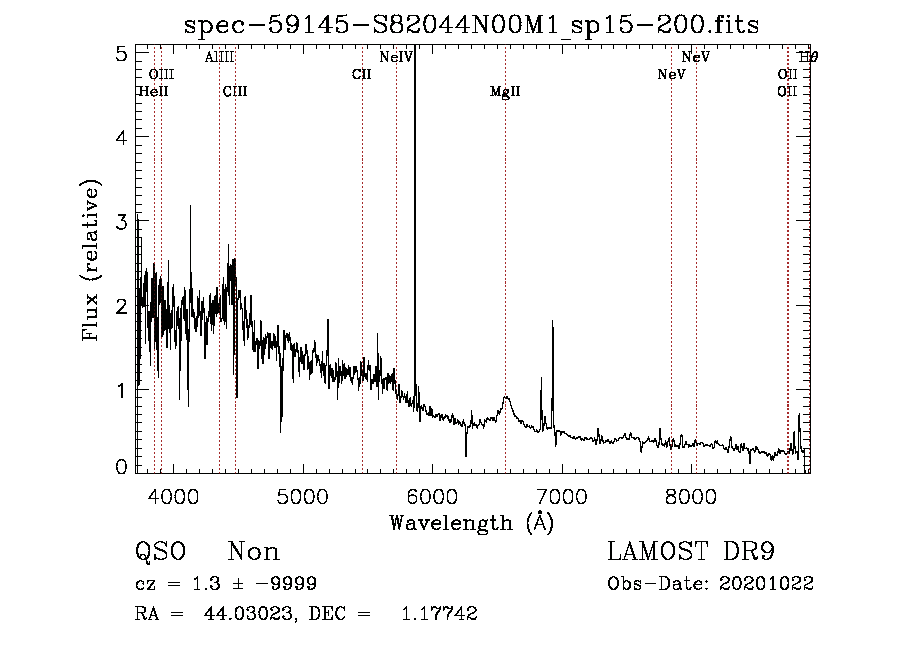 spec-59145-S82044N00M1_sp15-200.fits
AlIII NeIV NeV Hθ
OIII CII NeV OII
HeII CIII MgII OII
5
4
3
2
1
0
Flux (relative)
4000 5000 6000 7000 8000
Wavelength (Å)
QSO Non LAMOST DR9
cz = 1.3 ± -9999 Obs-Date: 20201022
RA = 44.03023, DEC = 1.17742